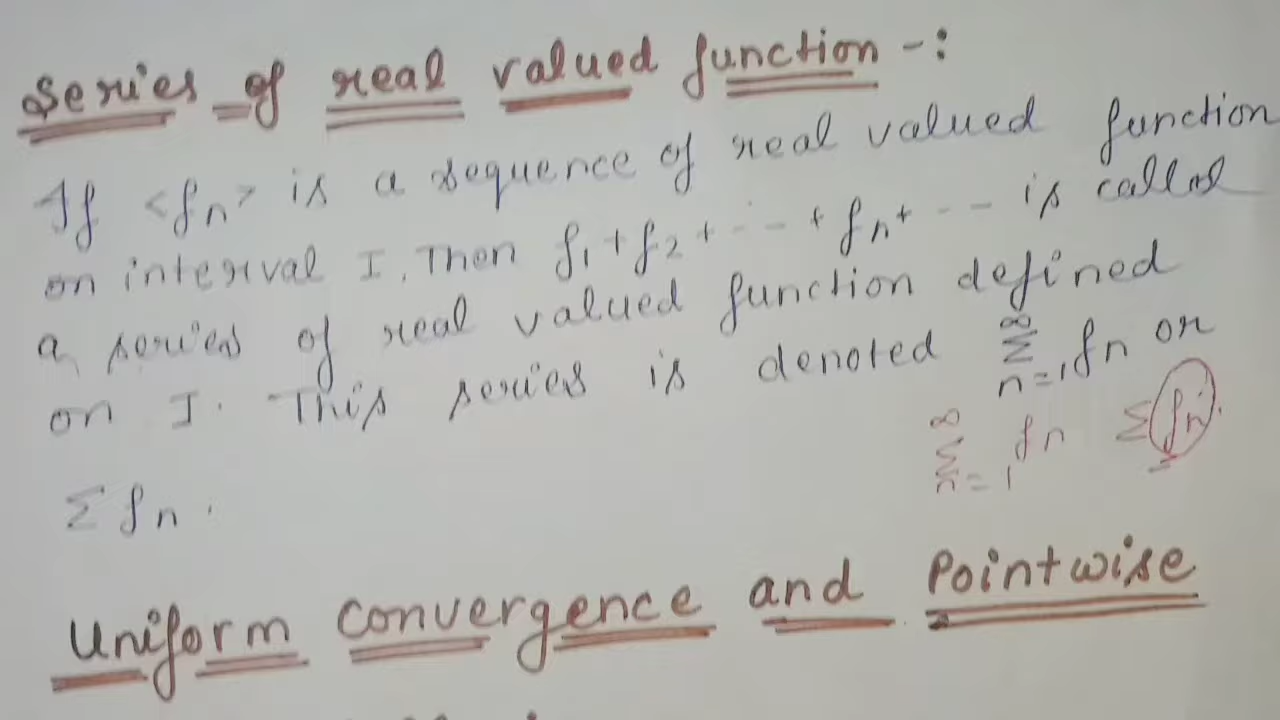 Series of real valued function -:
If <fn> is a sequence of real valued function
on interval I. Then f1 + f2 + ... + fn + -- is called
a series of real valued function defined
on I. This series is denoted ∞Σn=1 fn or
∞Σn=1 fn Σ fn.
Σ fn.
Uniform convergence and Pointwise